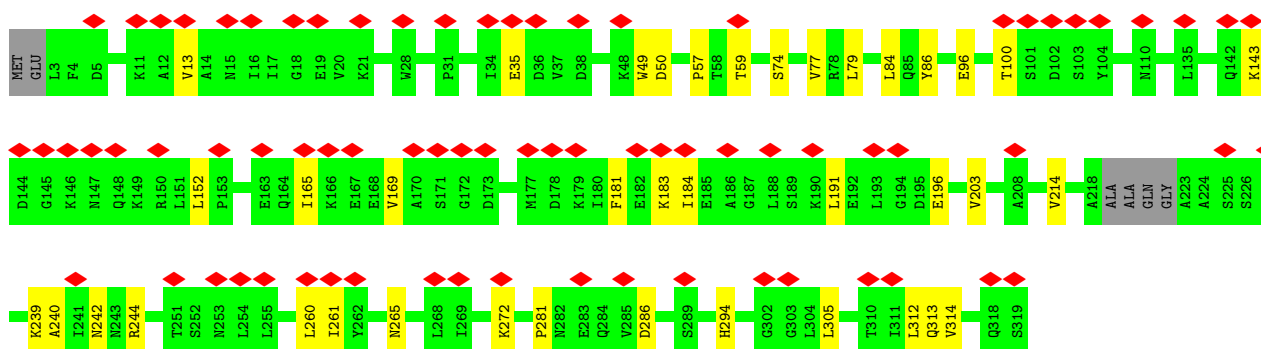 MET GLU L3 F4 D5 K11 A12 V13 A14 N15 I16 I17 G18 E19 V20 K21 W28 P31 I34 E35 D36 V37 D38 K48 W49 D50 P57 T58 T59 S74 V77 R78 L79 L84 Q85 Y86 E96 T100 S101 D102 S103 Y104 N110 L135 Q142 K143
D144 G145 K146 N147 Q148 K149 R150 L151 L152 P153 E163 Q164 I165 K166 E167 E168 V169 A170 S171 G172 D173 M177 D178 K179 I180 F181 E182 K183 I184 E185 A186 G187 L188 S189 K190 L191 E192 L193 G194 D195 E196 V203 A208 V214 A218 ALA ALA GLN GLY A223 A224 S225 S226
K239 A240 I241 N242 N243 R244 T251 S252 N253 L254 L255 L260 I261 Y262 N265 L268 I269 K272 P281 N282 E283 Q284 V285 D286 S289 H294 G302 G303 L304 L305 T310 I311 L312 Q313 V314 Q318 S319